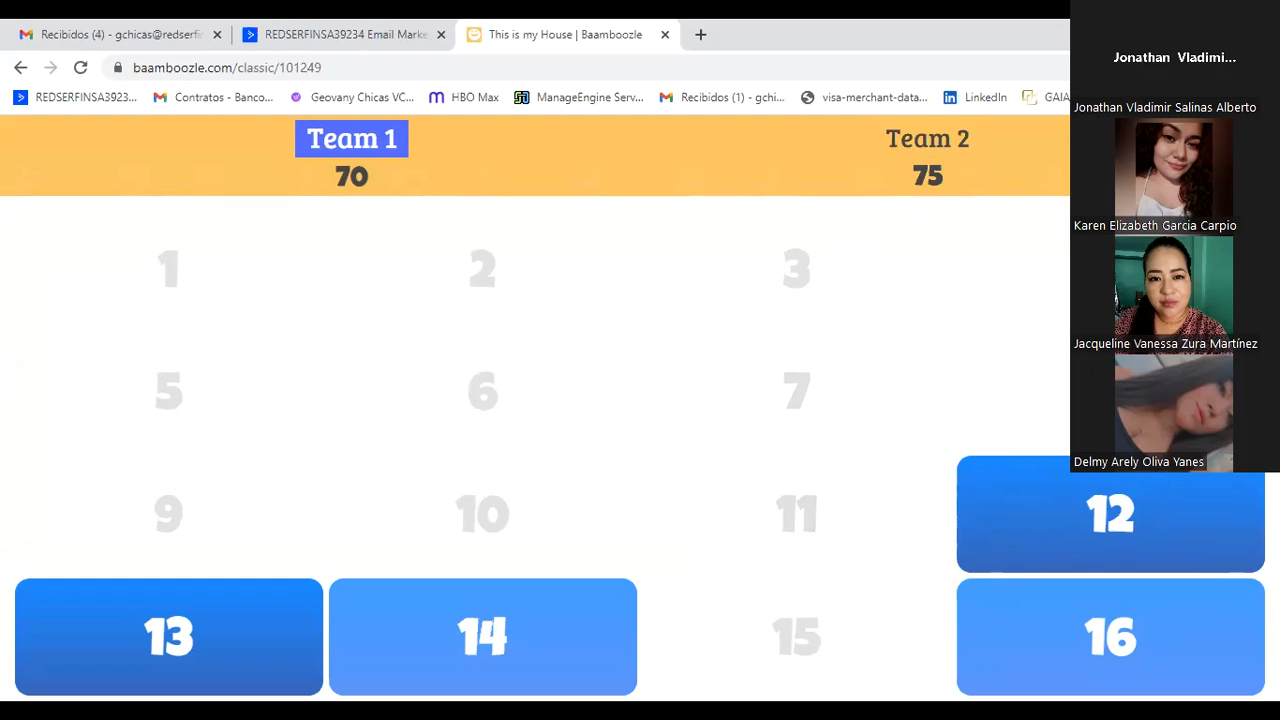 Recibidos (4) - gchicas@redserfi
REDSERFINSA39234 Email Marke
This is my House | Baamboozle
baamboozle.com/classic/101249
REDSERFINSA3923...
Contratos - Banco...
Geovany Chicas VC...
HBO Max
ManageEngine Serv...
Recibidos (1) - gchi...
visa-merchant-data...
LinkedIn
GAIA
Jonathan Vladimi...
Jonathan Vladimir Salinas Alberto
Karen Elizabeth Garcia Carpio
Jacqueline Vanessa Zura Martínez
Delmy Arely Oliva Yanes
Team 1
70
Team 2
75
1
2
3
5
6
7
9
10
11
12
13
14
15
16